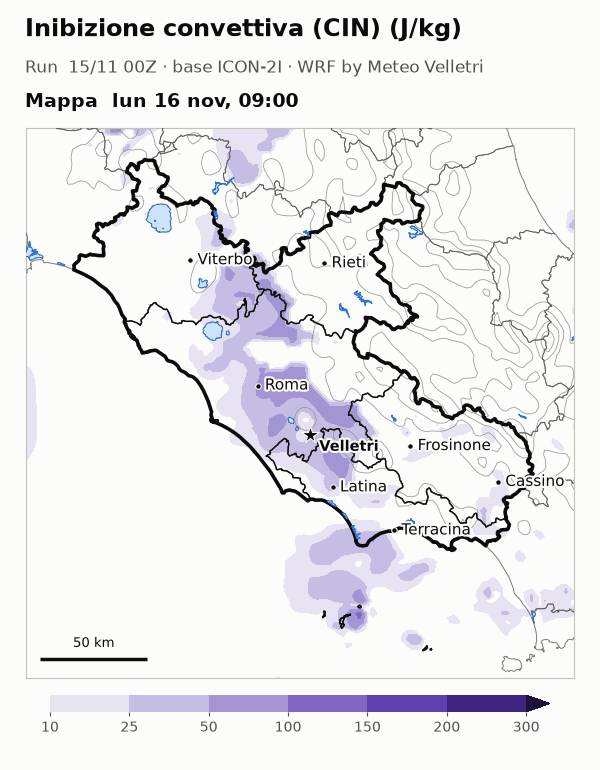 Inibizione convettiva (CIN) (J/kg)
Run 15/11 00Z · base ICON-2I · WRF by Meteo Velletri
Mappa lun 16 nov, 09:00
Viterbo
Rieti
Roma
Velletri
Frosinone
Latina
Cassino
Terracina
50 km
10 25 50 100 150 200 300